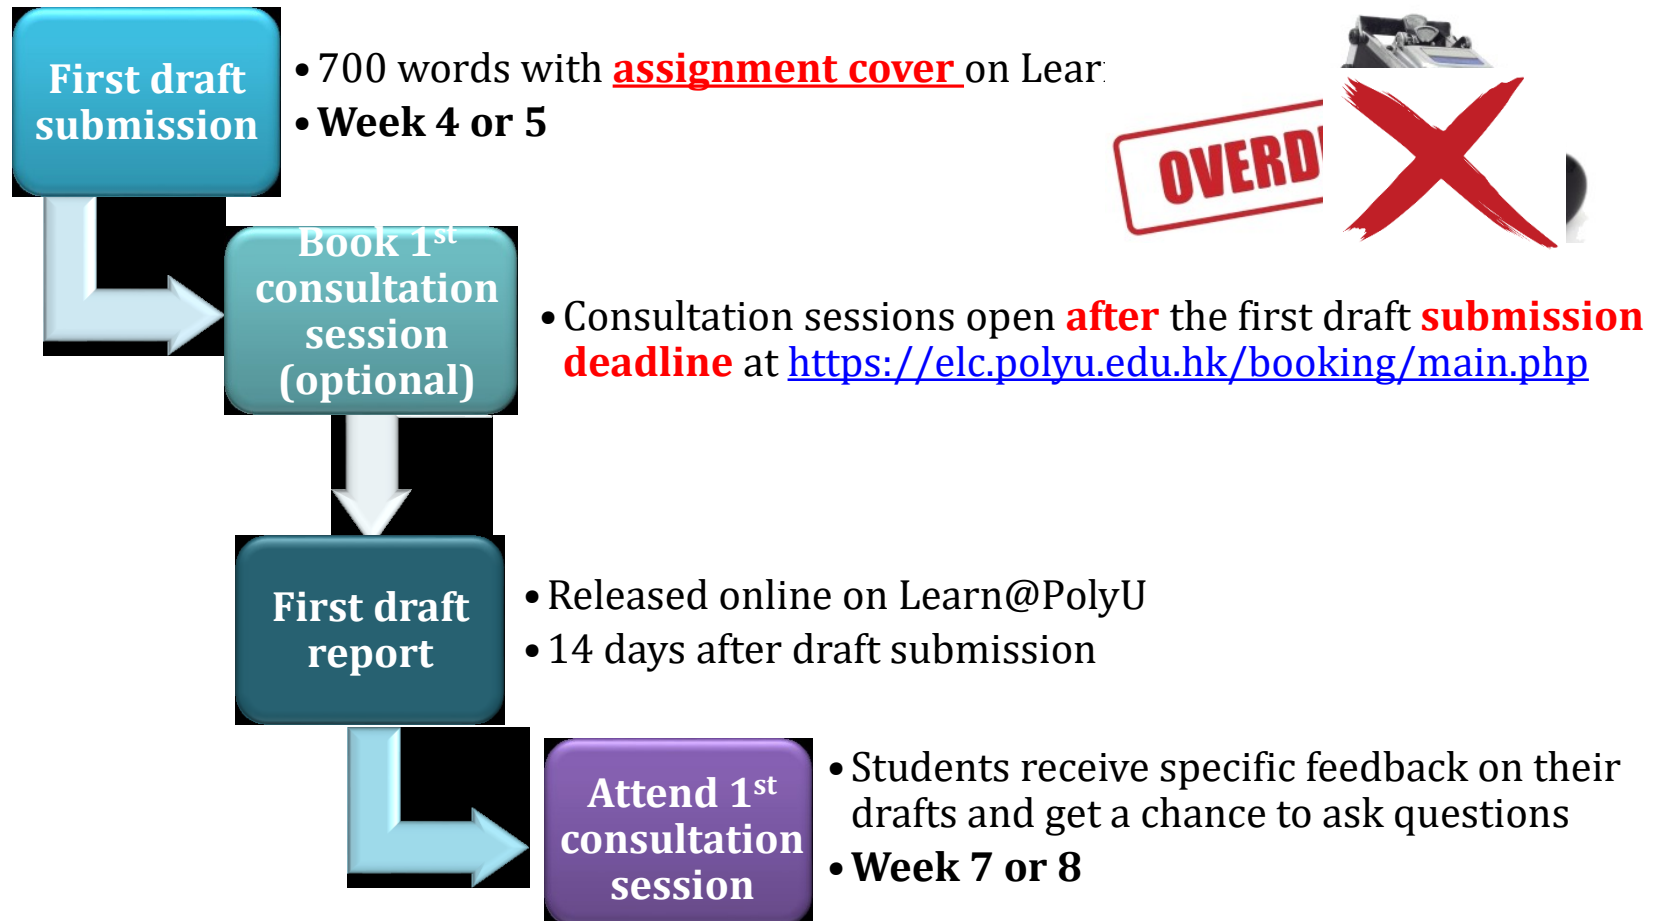 First draft
submission
• 700 words with assignment cover on Lear
• Week 4 or 5
OVERD
Book 1st
consultation
session
(optional)
• Consultation sessions open after the first draft submission
deadline at https://elc.polyu.edu.hk/booking/main.php
First draft
report
• Released online on Learn@PolyU
• 14 days after draft submission
Attend 1st
consultation
session
• Students receive specific feedback on their
drafts and get a chance to ask questions
• Week 7 or 8